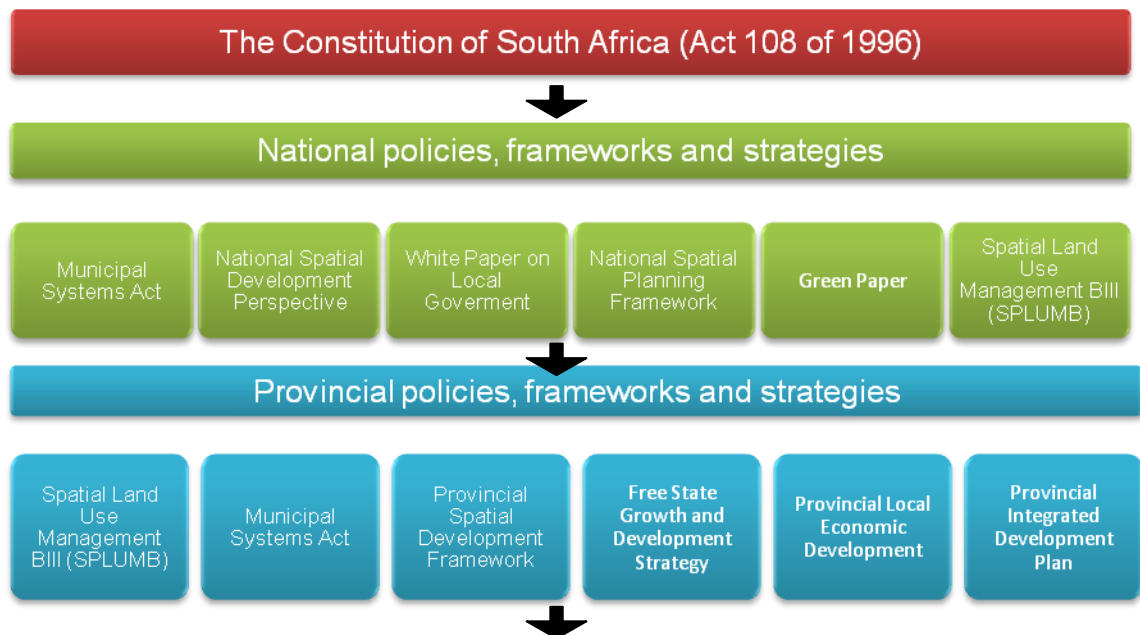 The Constitution of South Africa (Act 108 of 1996)
National policies, frameworks and strategies
Municipal
Systems Act
National Spatial
Development
Perspective
White Paper on
Local
Goverment
National Spatial
Planning
Framework
Green Paper
Spatial Land
Use
Management BIll
(SPLUMB)
Provincial policies, frameworks and strategies
Spatial Land
Use
Management
BIll (SPLUMB)
Municipal
Systems Act
Provincial
Spatial
Development
Framework
Free State
Growth and
Development
Strategy
Provincial Local
Economic
Development
Provincial
Integrated
Development
Plan